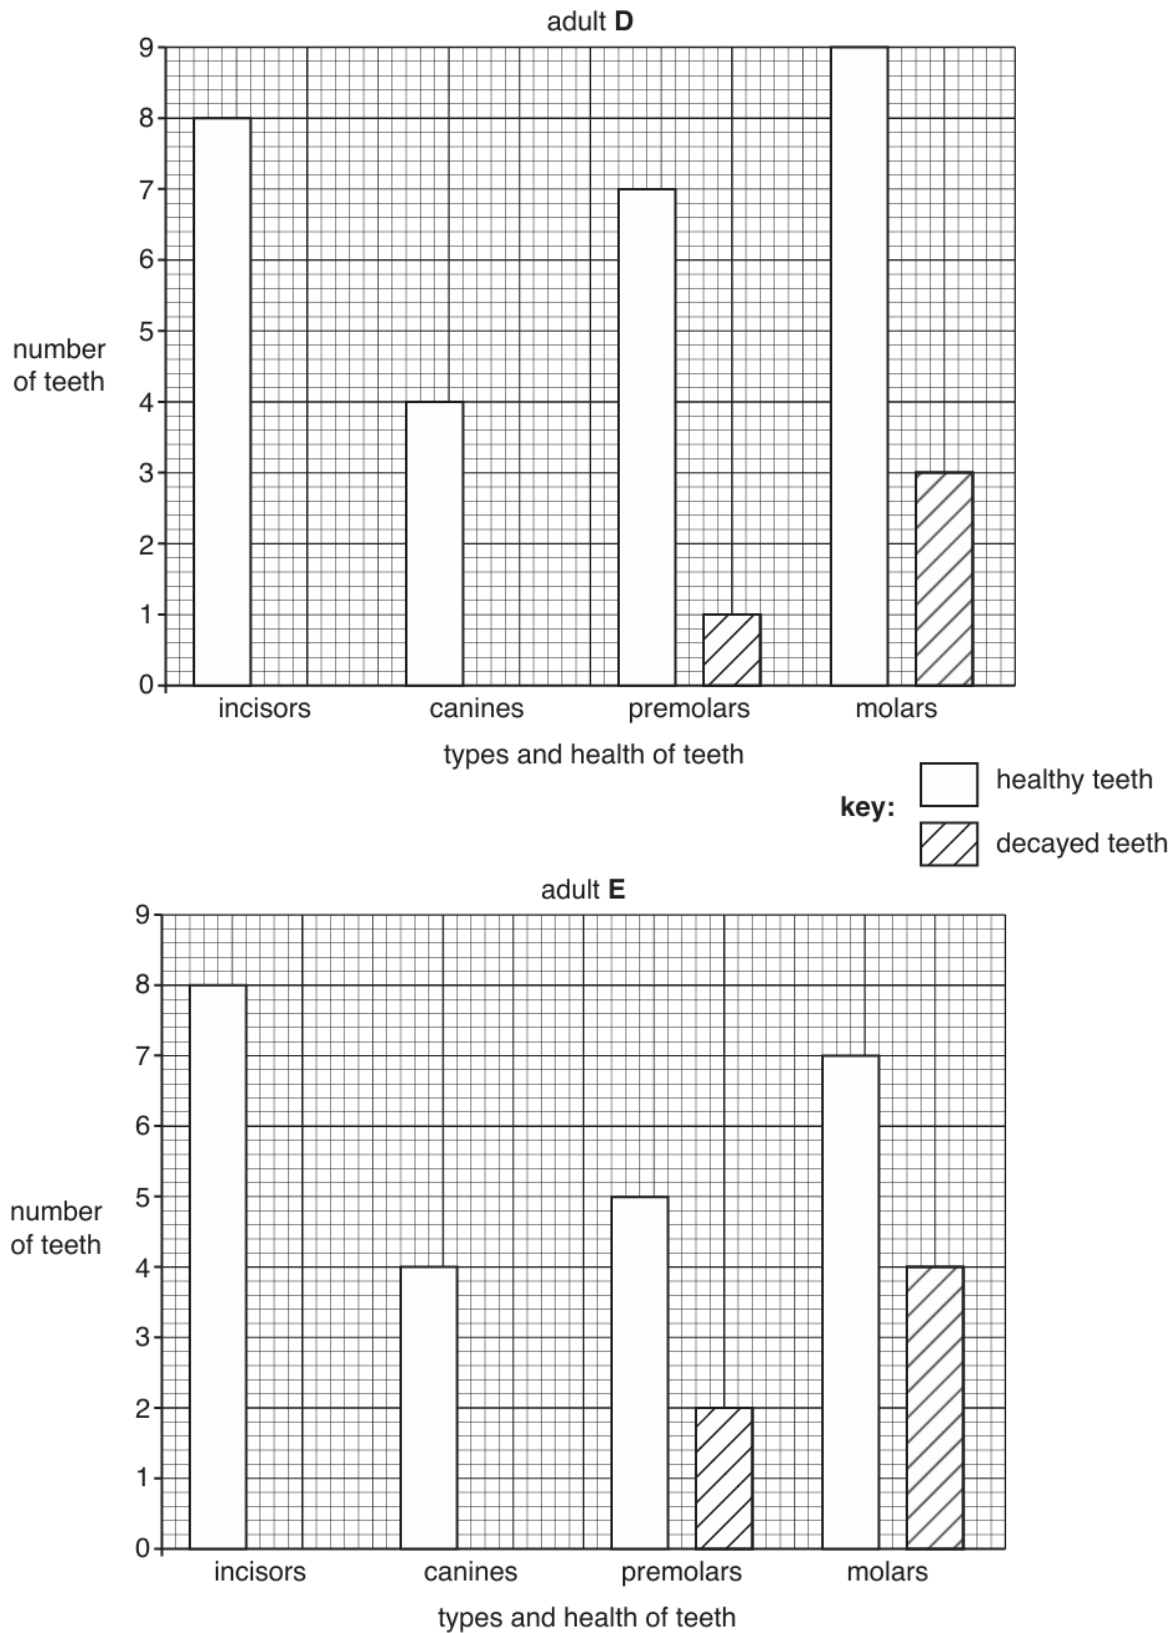 adult D
9
8
7
6
5
4
3
2
1
0
number
of teeth
incisors canines premolars molars
types and health of teeth
key:
healthy teeth
decayed teeth
adult E
9
8
7
6
5
4
3
2
1
0
number
of teeth
incisors canines premolars molars
types and health of teeth